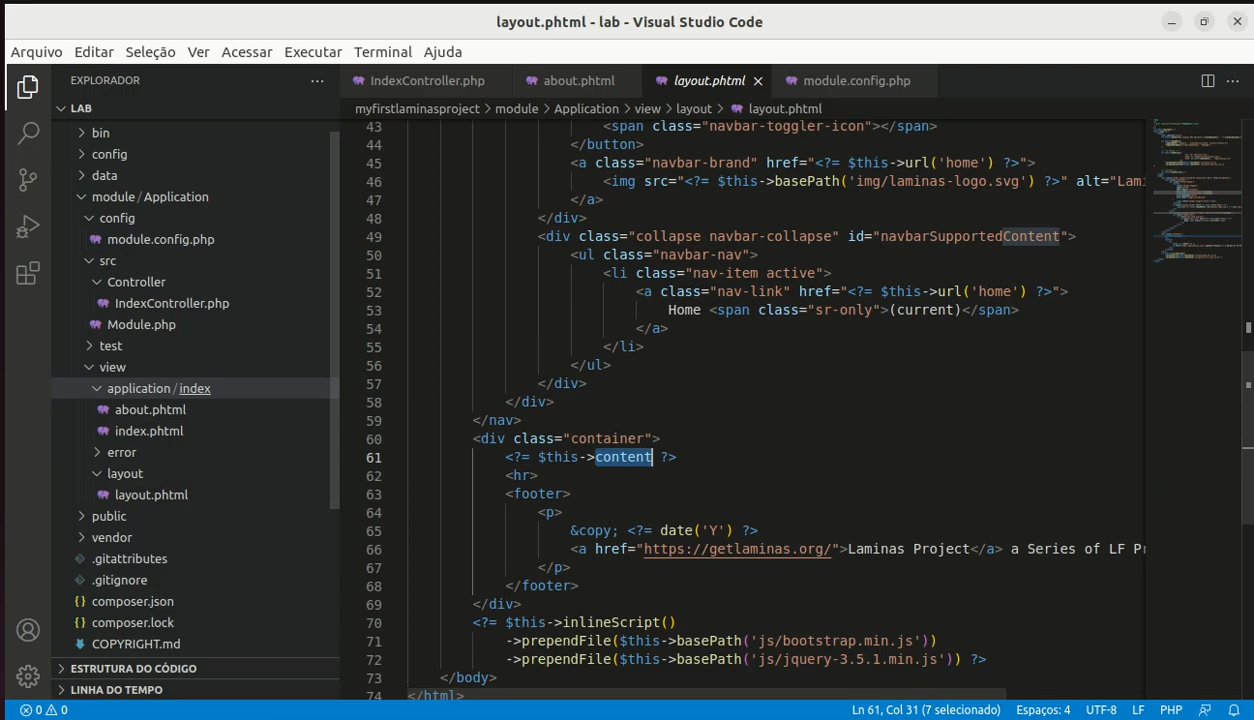 layout.phtml - lab - Visual Studio Code
Arquivo Editar Seleção Ver Acessar Executar Terminal Ajuda
EXPLORADOR
LAB
bin
config
data
module / Application
config
module.config.php
src
Controller
IndexController.php
Module.php
test
view
application / index
about.phtml
index.phtml
error
layout
layout.phtml
public
vendor
.gitattributes
.gitignore
composer.json
composer.lock
COPYRIGHT.md
ESTRUTURA DO CÓDIGO
LINHA DO TEMPO
IndexController.php about.phtml layout.phtml module.config.php
myfirstlaminasproject > module > Application > view > layout > layout.phtml
43 <span class="navbar-toggler-icon"></span>
44 </button>
45 <a class="navbar-brand" href="<?= $this->url('home') ?>">
46 <img src="<?= $this->basePath('img/laminas-logo.svg') ?>" alt="Lami
47 </a>
48 </div>
49 <div class="collapse navbar-collapse" id="navbarSupportedContent">
50 <ul class="navbar-nav">
51 <li class="nav-item active">
52 <a class="nav-link" href="<?= $this->url('home') ?>">
53 Home <span class="sr-only">(current)</span>
54 </a>
55 </li>
56 </ul>
57 </div>
58 </div>
59 </nav>
60 <div class="container">
61 <?= $this->content ?>
62 <hr>
63 <footer>
64 <p>
65 &copy; <?= date('Y') ?>
66 <a href="https://getlaminas.org/">Laminas Project</a> a Series of LF Pr
67 </p>
68 </footer>
69 </div>
70 <?= $this->inlineScript()
71 ->prependFile($this->basePath('js/bootstrap.min.js'))
72 ->prependFile($this->basePath('js/jquery-3.5.1.min.js')) ?>
73 </body>
74 </html>
0 0 Ln 61, Col 31 (7 selecionado) Espaços: 4 UTF-8 LF PHP